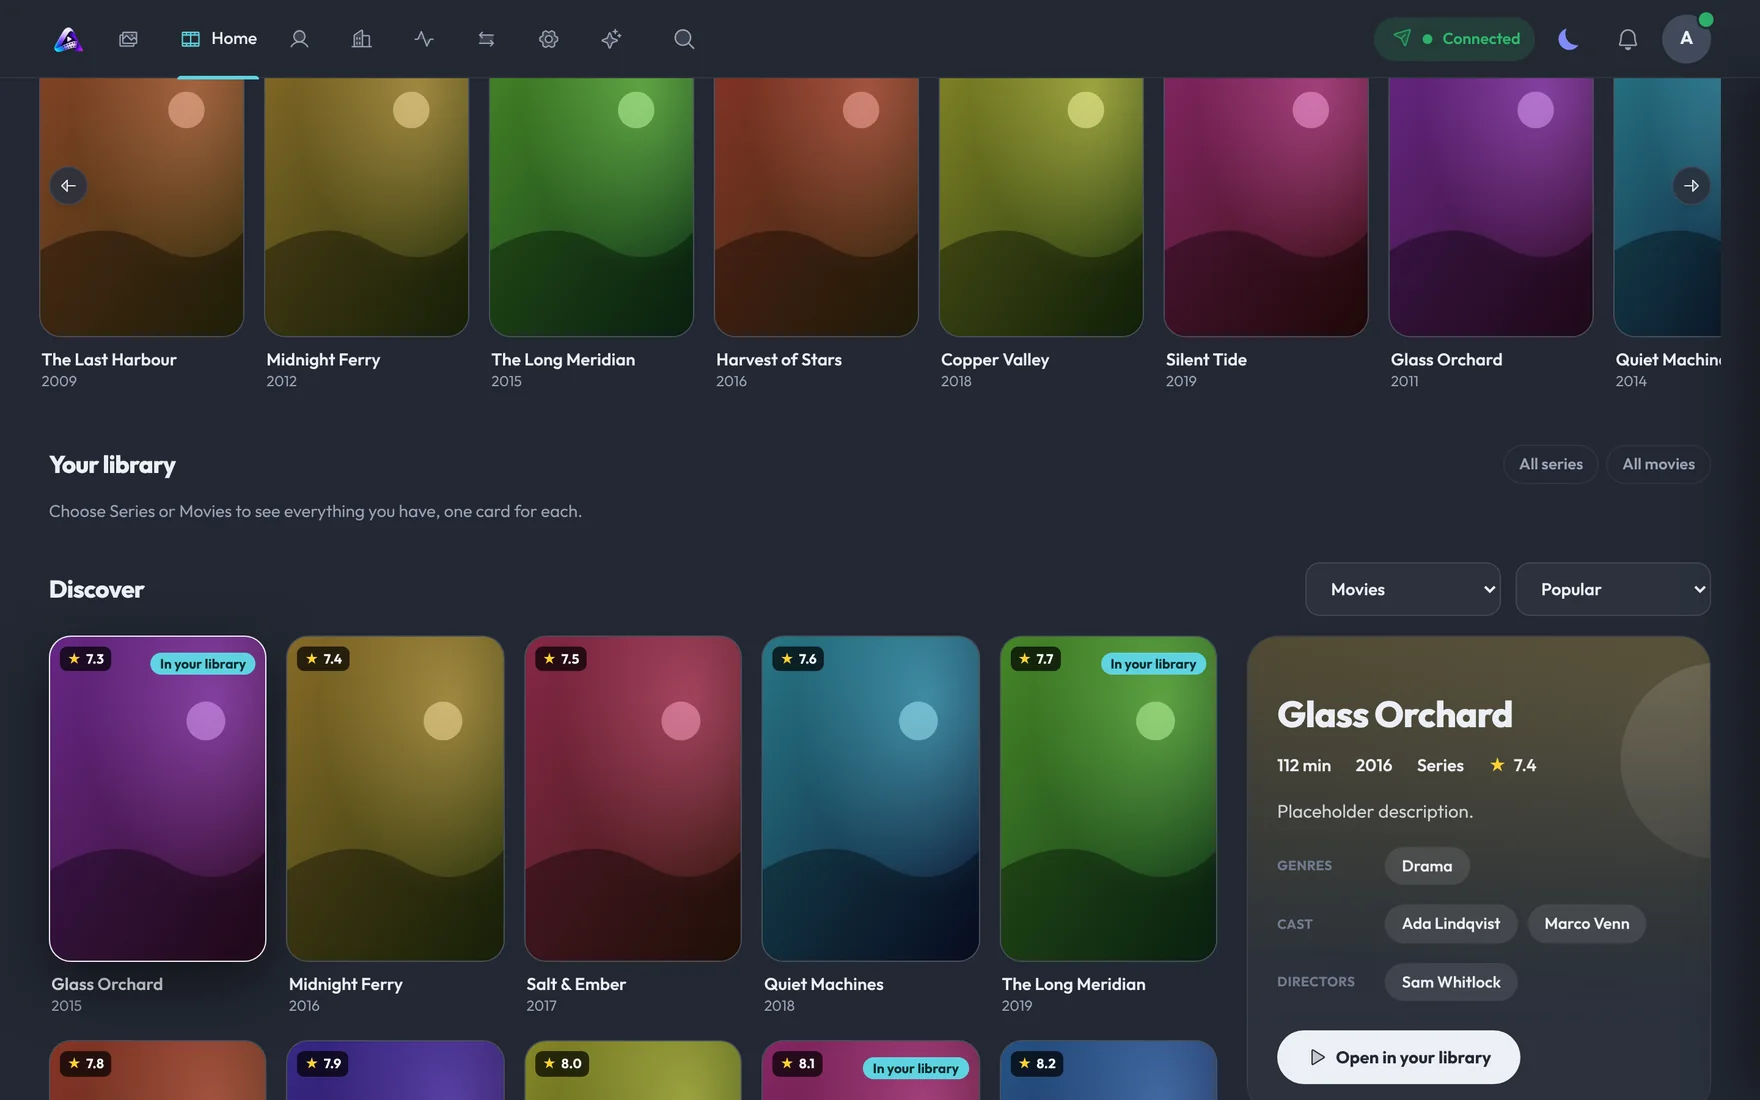 Home
Connected
A
The Last Harbour
2009
Midnight Ferry
2012
The Long Meridian
2015
Harvest of Stars
2016
Copper Valley
2018
Silent Tide
2019
Glass Orchard
2011
Quiet Machin
2014
Your library
All series
All movies
Choose Series or Movies to see everything you have, one card for each.
Discover
Movies
Popular
7.3
In your library
Glass Orchard
2015
7.4
Midnight Ferry
2016
7.5
Salt & Ember
2017
7.6
Quiet Machines
2018
7.7
In your library
The Long Meridian
2019
7.8
7.9
8.0
8.1
In your library
8.2
Glass Orchard
112 min 2016 Series 7.4
Placeholder description.
GENRES Drama
CAST Ada Lindqvist Marco Venn
DIRECTORS Sam Whitlock
Open in your library